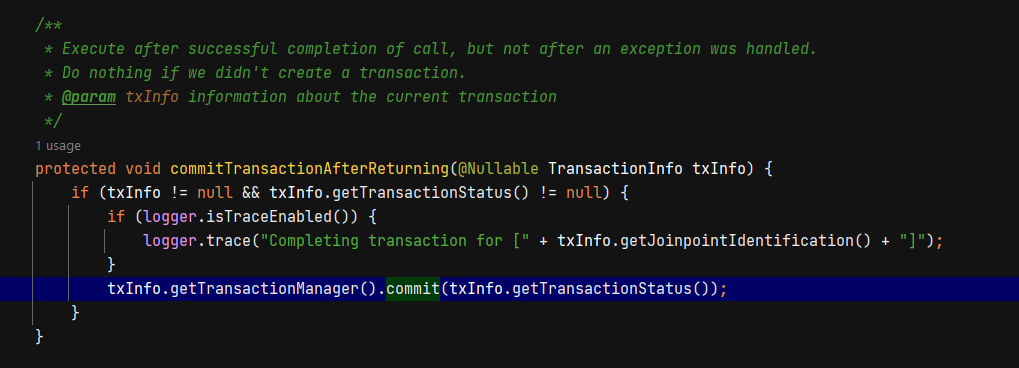 /**
* Execute after successful completion of call, but not after an exception was handled.
* Do nothing if we didn't create a transaction.
* @param txInfo information about the current transaction
*/
1 usage
protected void commitTransactionAfterReturning(@Nullable TransactionInfo txInfo) {
if (txInfo != null && txInfo.getTransactionStatus() != null) {
if (logger.isTraceEnabled()) {
logger.trace("Completing transaction for [" + txInfo.getJoinpointIdentification() + "]");
}
txInfo.getTransactionManager().commit(txInfo.getTransactionStatus());
}
}